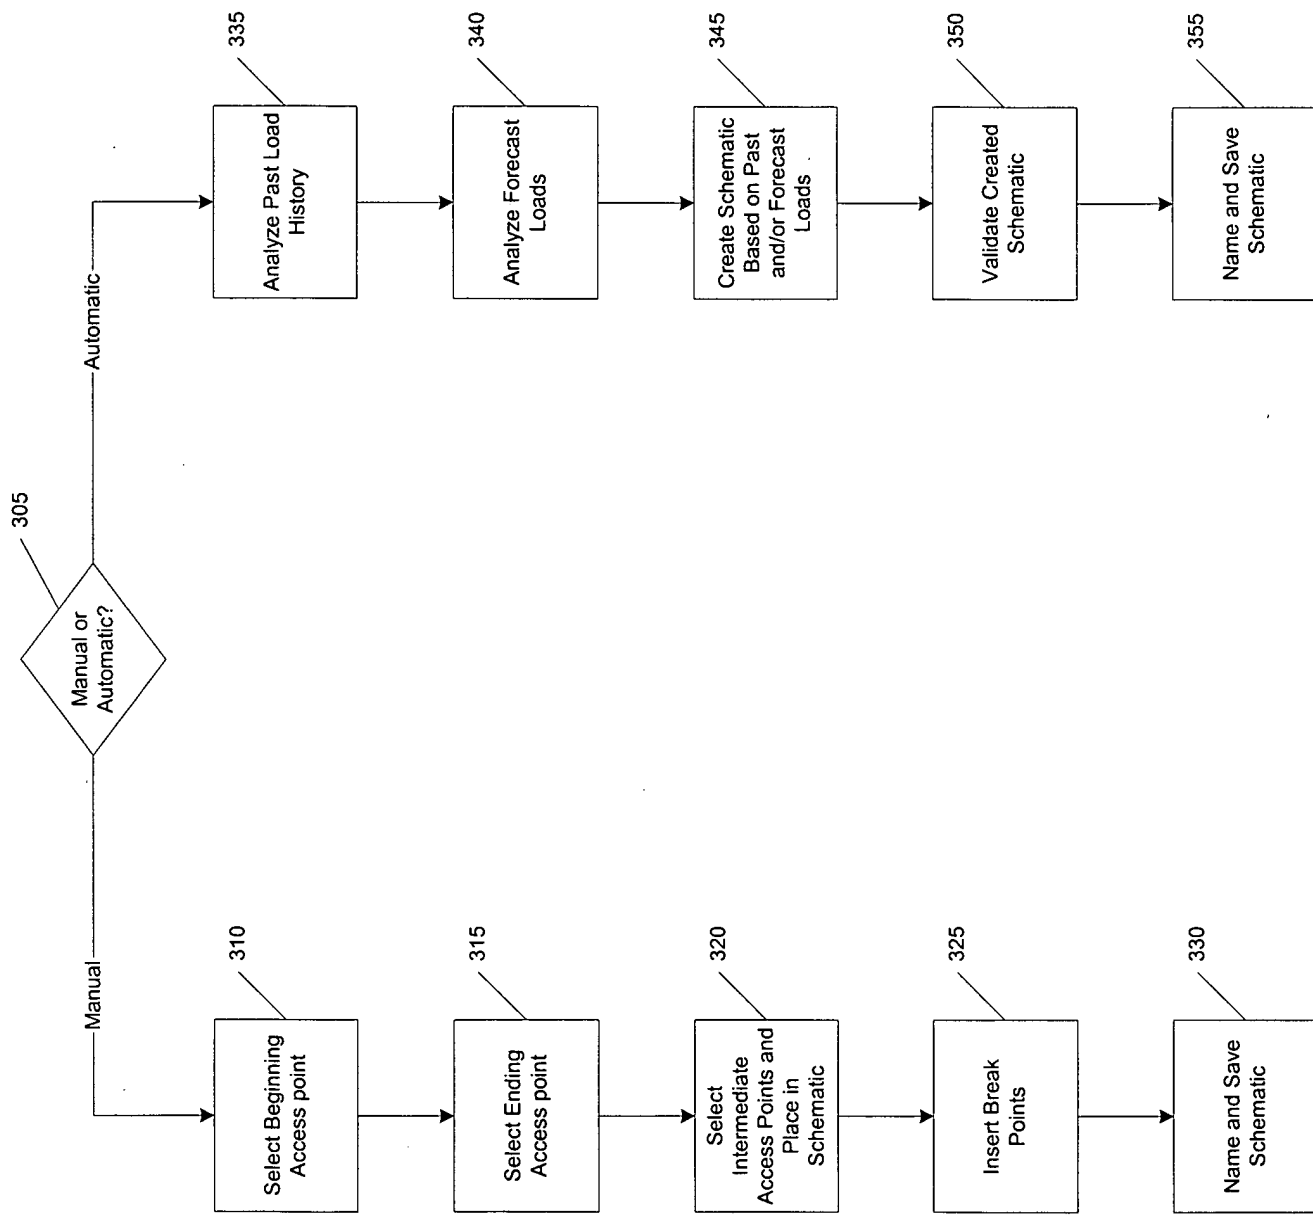 305
Manual or
Automatic?
Manual
Automatic
310
Select Beginning
Access point
315
Select Ending
Access point
320
Select
Intermediate
Access Points and
Place in
Schematic
325
Insert Break
Points
330
Name and Save
Schematic
335
Analyze Past Load
History
340
Analyze Forecast
Loads
345
Create Schematic
Based on Past
and/or Forecast
Loads
350
Validate Created
Schematic
355
Name and Save
Schematic